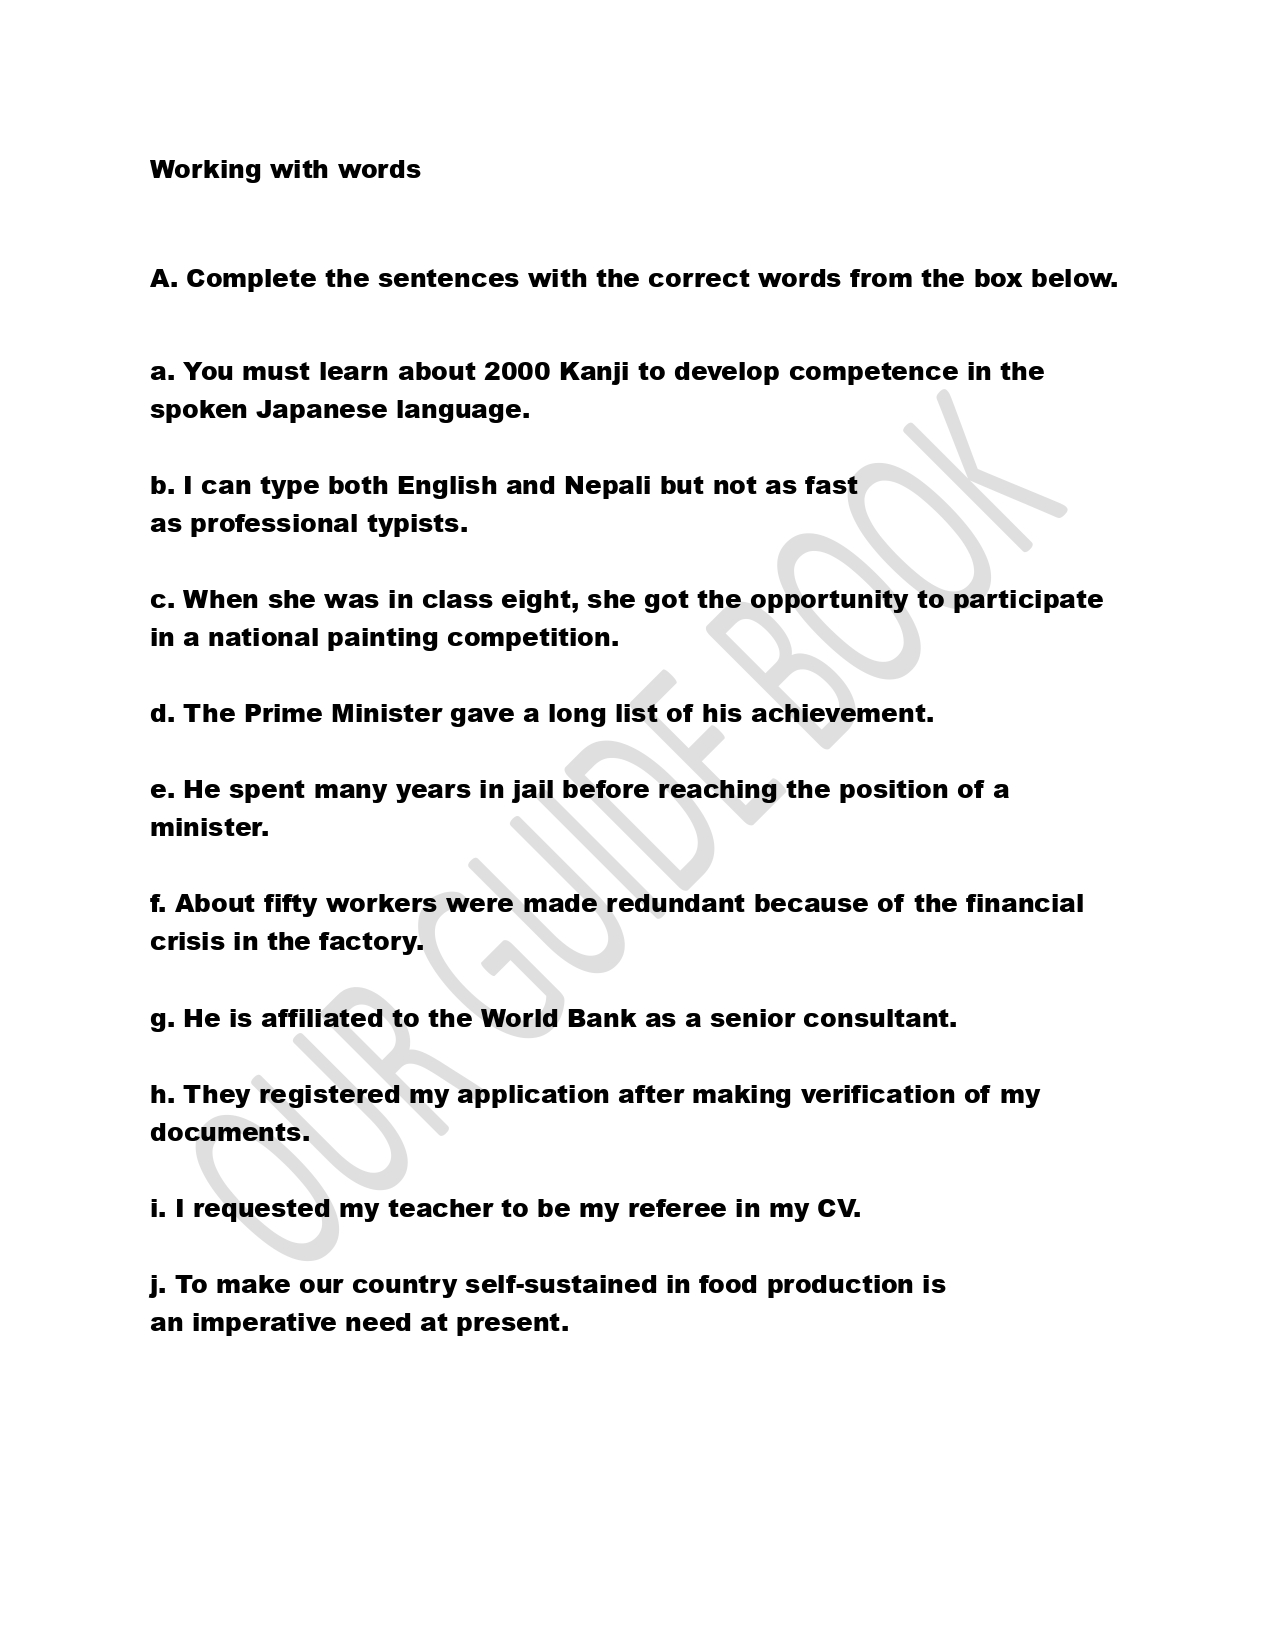 Working with words
A. Complete the sentences with the correct words from the box below.
a. You must learn about 2000 Kanji to develop competence in the
spoken Japanese language.
b. I can type both English and Nepali but not as fast
as professional typists.
c. When she was in class eight, she got the opportunity to participate
in a national painting competition.
d. The Prime Minister gave a long list of his achievement.
e. He spent many years in jail before reaching the position of a
minister.
f. About fifty workers were made redundant because of the financial
crisis in the factory.
g. He is affiliated to the World Bank as a senior consultant.
h. They registered my application after making verification of my
documents.
i. I requested my teacher to be my referee in my CV.
j. To make our country self-sustained in food production is
an imperative need at present.
OUR GUIDE BOOK